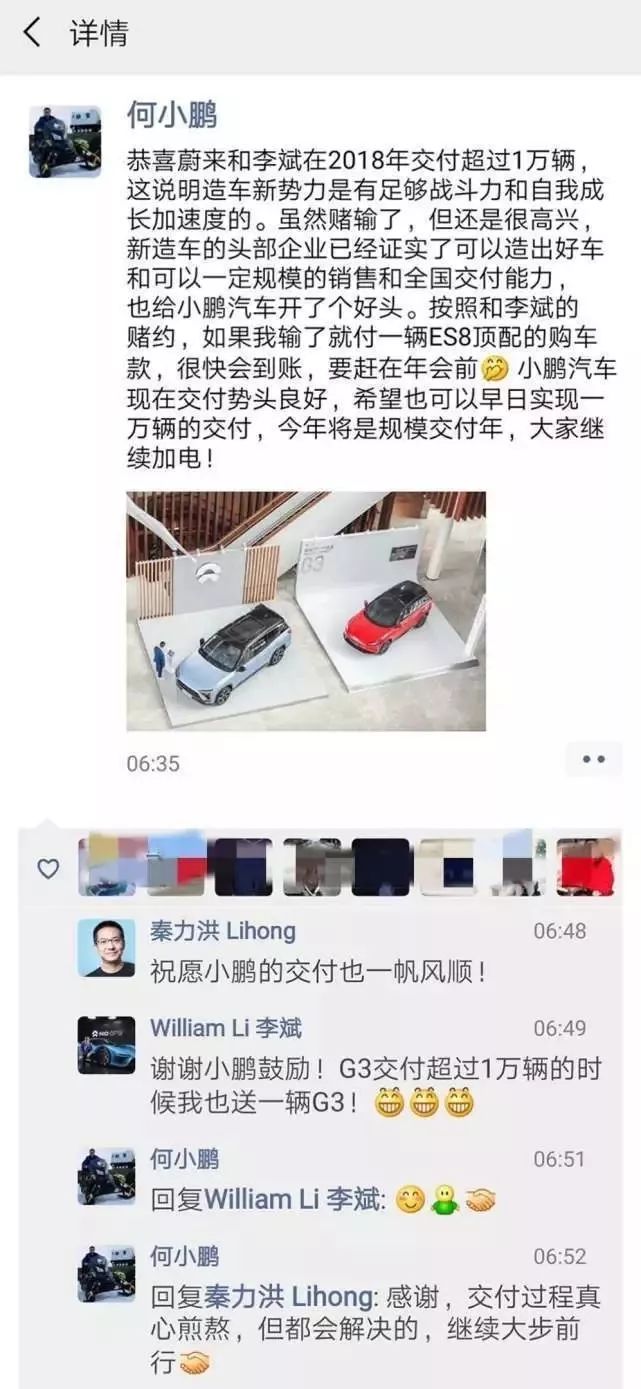 详情
何小鹏
恭喜蔚来和李斌在2018年交付超过1万辆，
这说明造车新势力是有足够战斗力和自我成
长加速度的。虽然赌输了，但还是很高兴，
新造车的头部企业已经证实了可以造出好车
和可以一定规模的销售和全国交付能力，
也给小鹏汽车开了个好头。按照和李斌的
赌约，如果我输了就付一辆ES8顶配的购车
款，很快会到账，要赶在年会前🤭 小鹏汽车
现在交付势头良好，希望也可以早日实现一
万辆的交付，今年将是规模交付年，大家继
续加电！
G3
06:35
秦力洪 Lihong
06:48
祝愿小鹏的交付也一帆风顺！
William Li 李斌
06:49
谢谢小鹏鼓励！G3交付超过1万辆的时
候我也送一辆G3！😁😁😁
何小鹏
06:51
回复William Li 李斌: 😊🤝
何小鹏
06:52
回复秦力洪 Lihong: 感谢，交付过程真
心煎熬，但都会解决的，继续大步前
行🤝